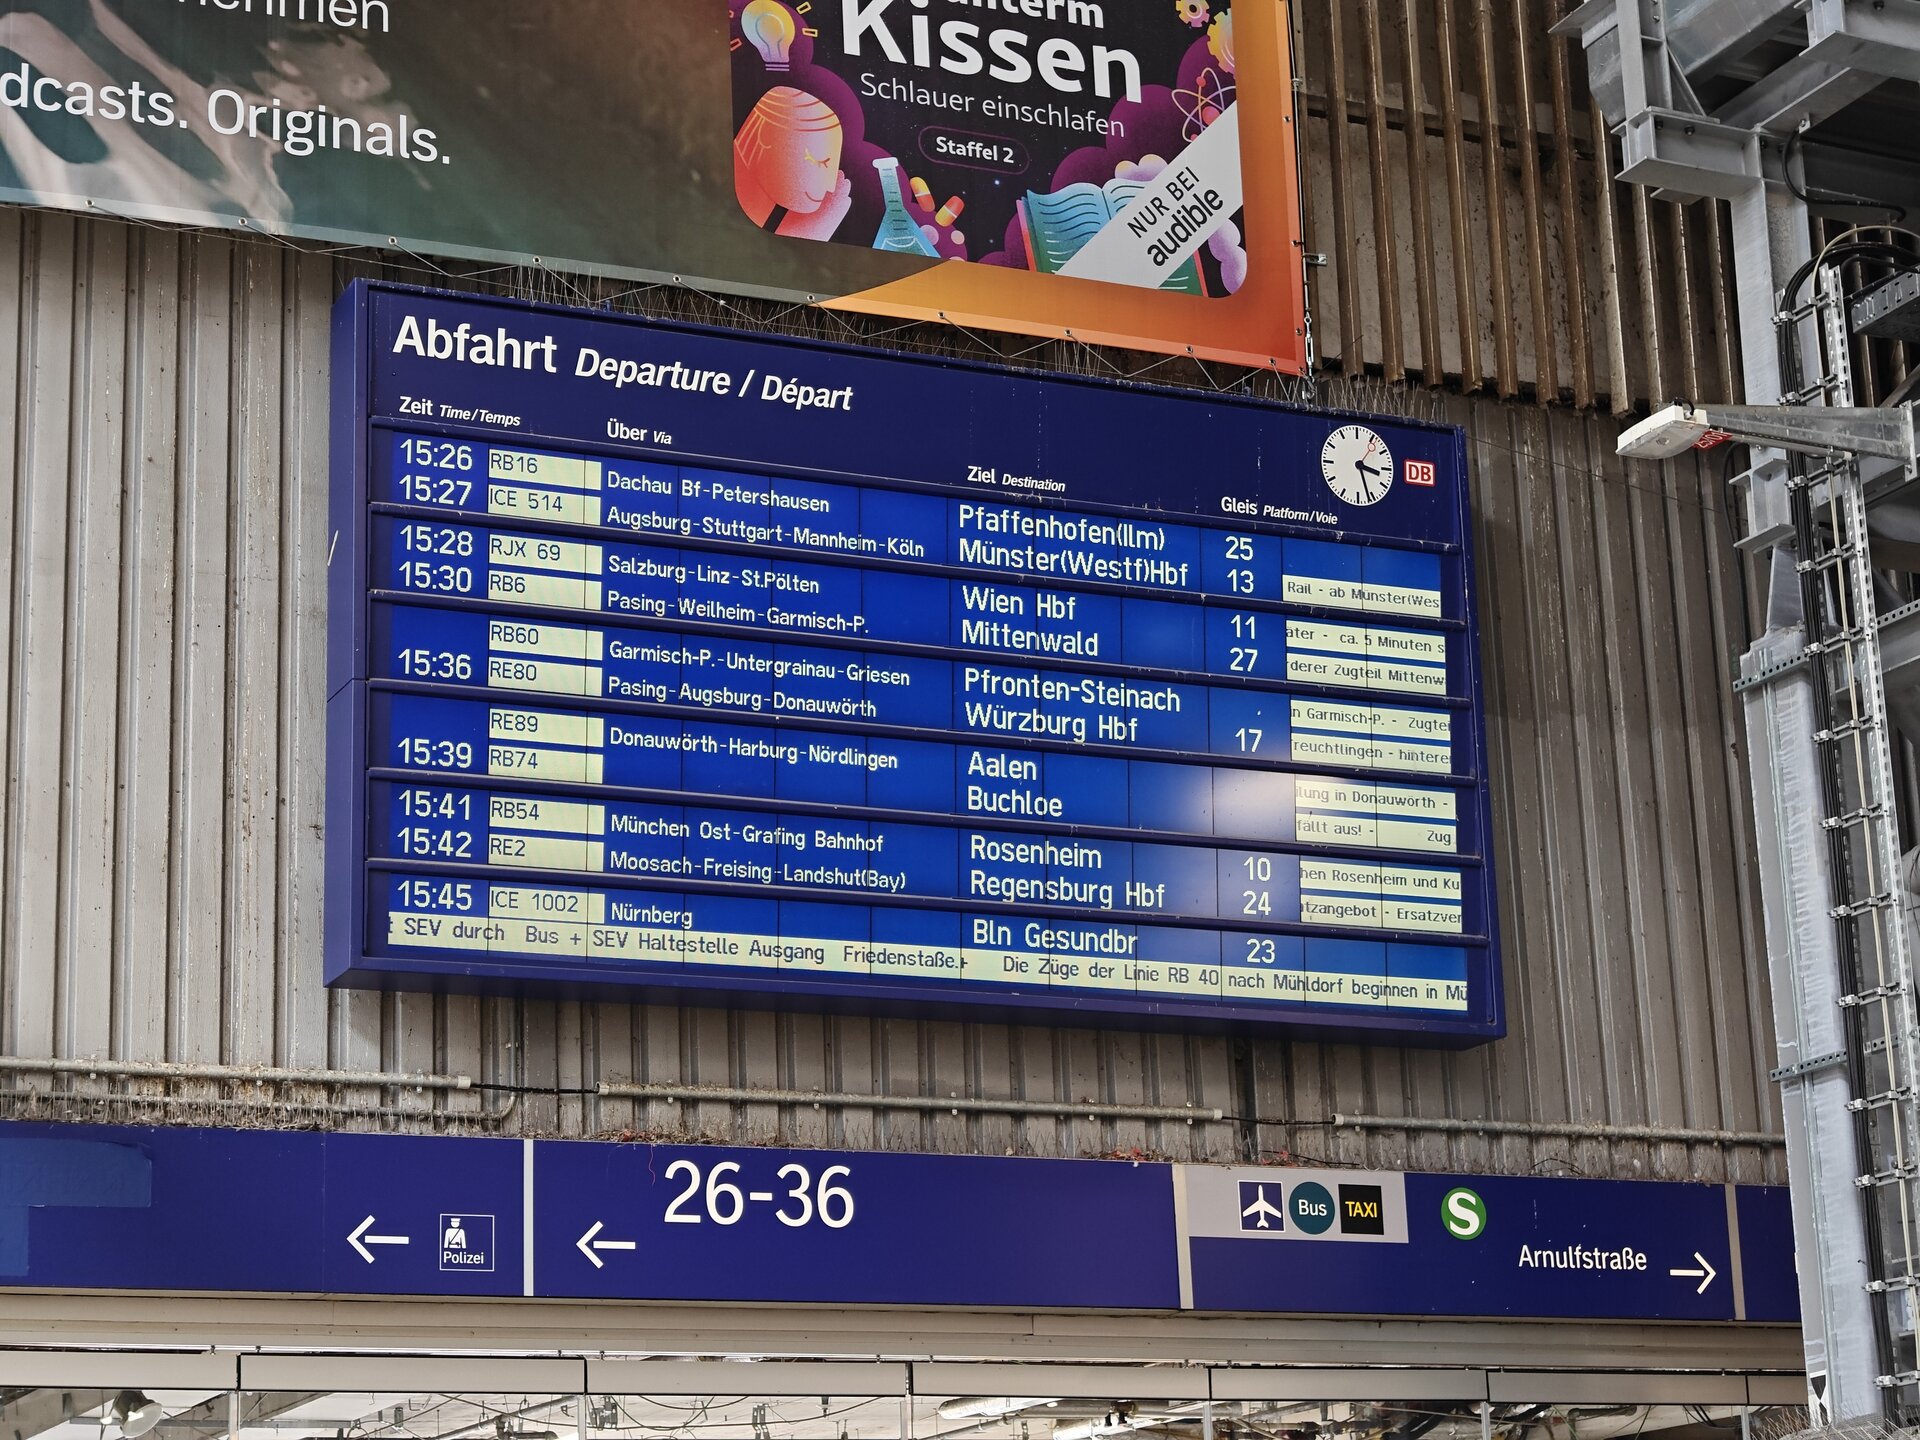 dcasts. Originals.
Kissen
Schlauer einschlafen
Staffel 2
NUR BEI
audible
Abfahrt Departure / Départ
Zeit Time/Temps Über Via Ziel Destination Gleis Platform/Voie DB
15:26 RB16 Dachau Bf-Petershausen Pfaffenhofen(Ilm) 25
15:27 ICE 514 Augsburg-Stuttgart-Mannheim-Köln Münster(Westf)Hbf 13 Rail - ab Münster(Wes
15:28 RJX 69 Salzburg-Linz-St.Pölten Wien Hbf 11 äter - ca. 5 Minuten s
15:30 RB6 Pasing-Weilheim-Garmisch-P. Mittenwald 27 rderer Zugteil Mittenw
RB60 Garmisch-P.-Untergrainau-Griesen Pfronten-Steinach n Garmisch-P. - Zugtei
15:36 RE80 Pasing-Augsburg-Donauwörth Würzburg Hbf 17 reuchtlingen - hintere
RE89 Donauwörth-Harburg-Nördlingen Aalen ilung in Donauwörth -
15:39 RB74 Buchloe fällt aus! - Zug
15:41 RB54 München Ost-Grafing Bahnhof Rosenheim 10 hen Rosenheim und Ku
15:42 RE2 Moosach-Freising-Landshut(Bay) Regensburg Hbf 24 tzangebot - Ersatzver
15:45 ICE 1002 Nürnberg Bln Gesundbr 23
SEV durch Bus + SEV Haltestelle Ausgang Friedenstaße.+ Die Züge der Linie RB 40 nach Mühldorf beginnen in Mü
← Polizei
← 26-36
Bus TAXI S
Arnulfstraße →